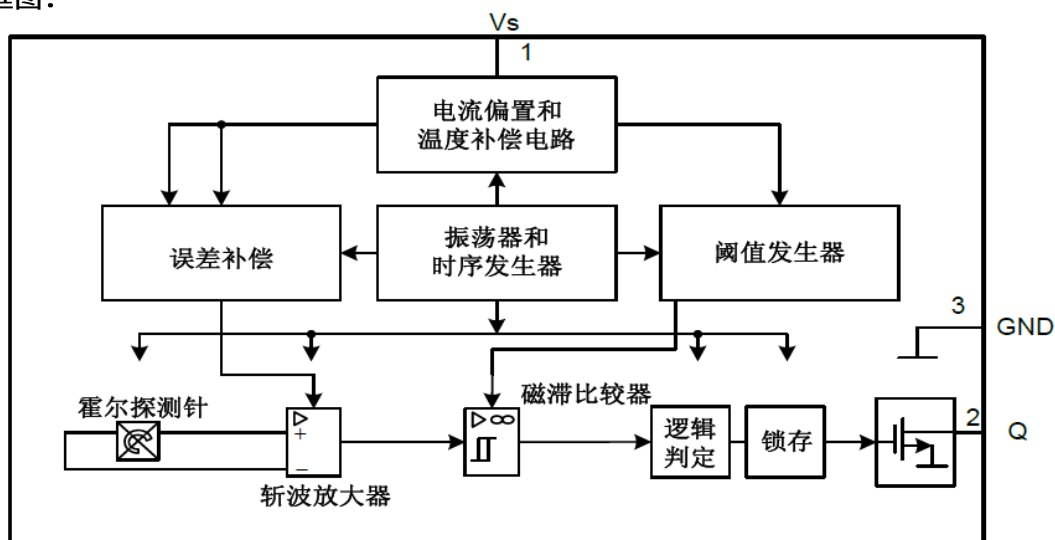 框图：
Vs
1
电流偏置和
温度补偿电路
误差补偿
振荡器和
时序发生器
阈值发生器
3
GND
霍尔探测针
磁滞比较器
逻辑
判定
锁存
2
Q
斩波放大器
+
−
∞